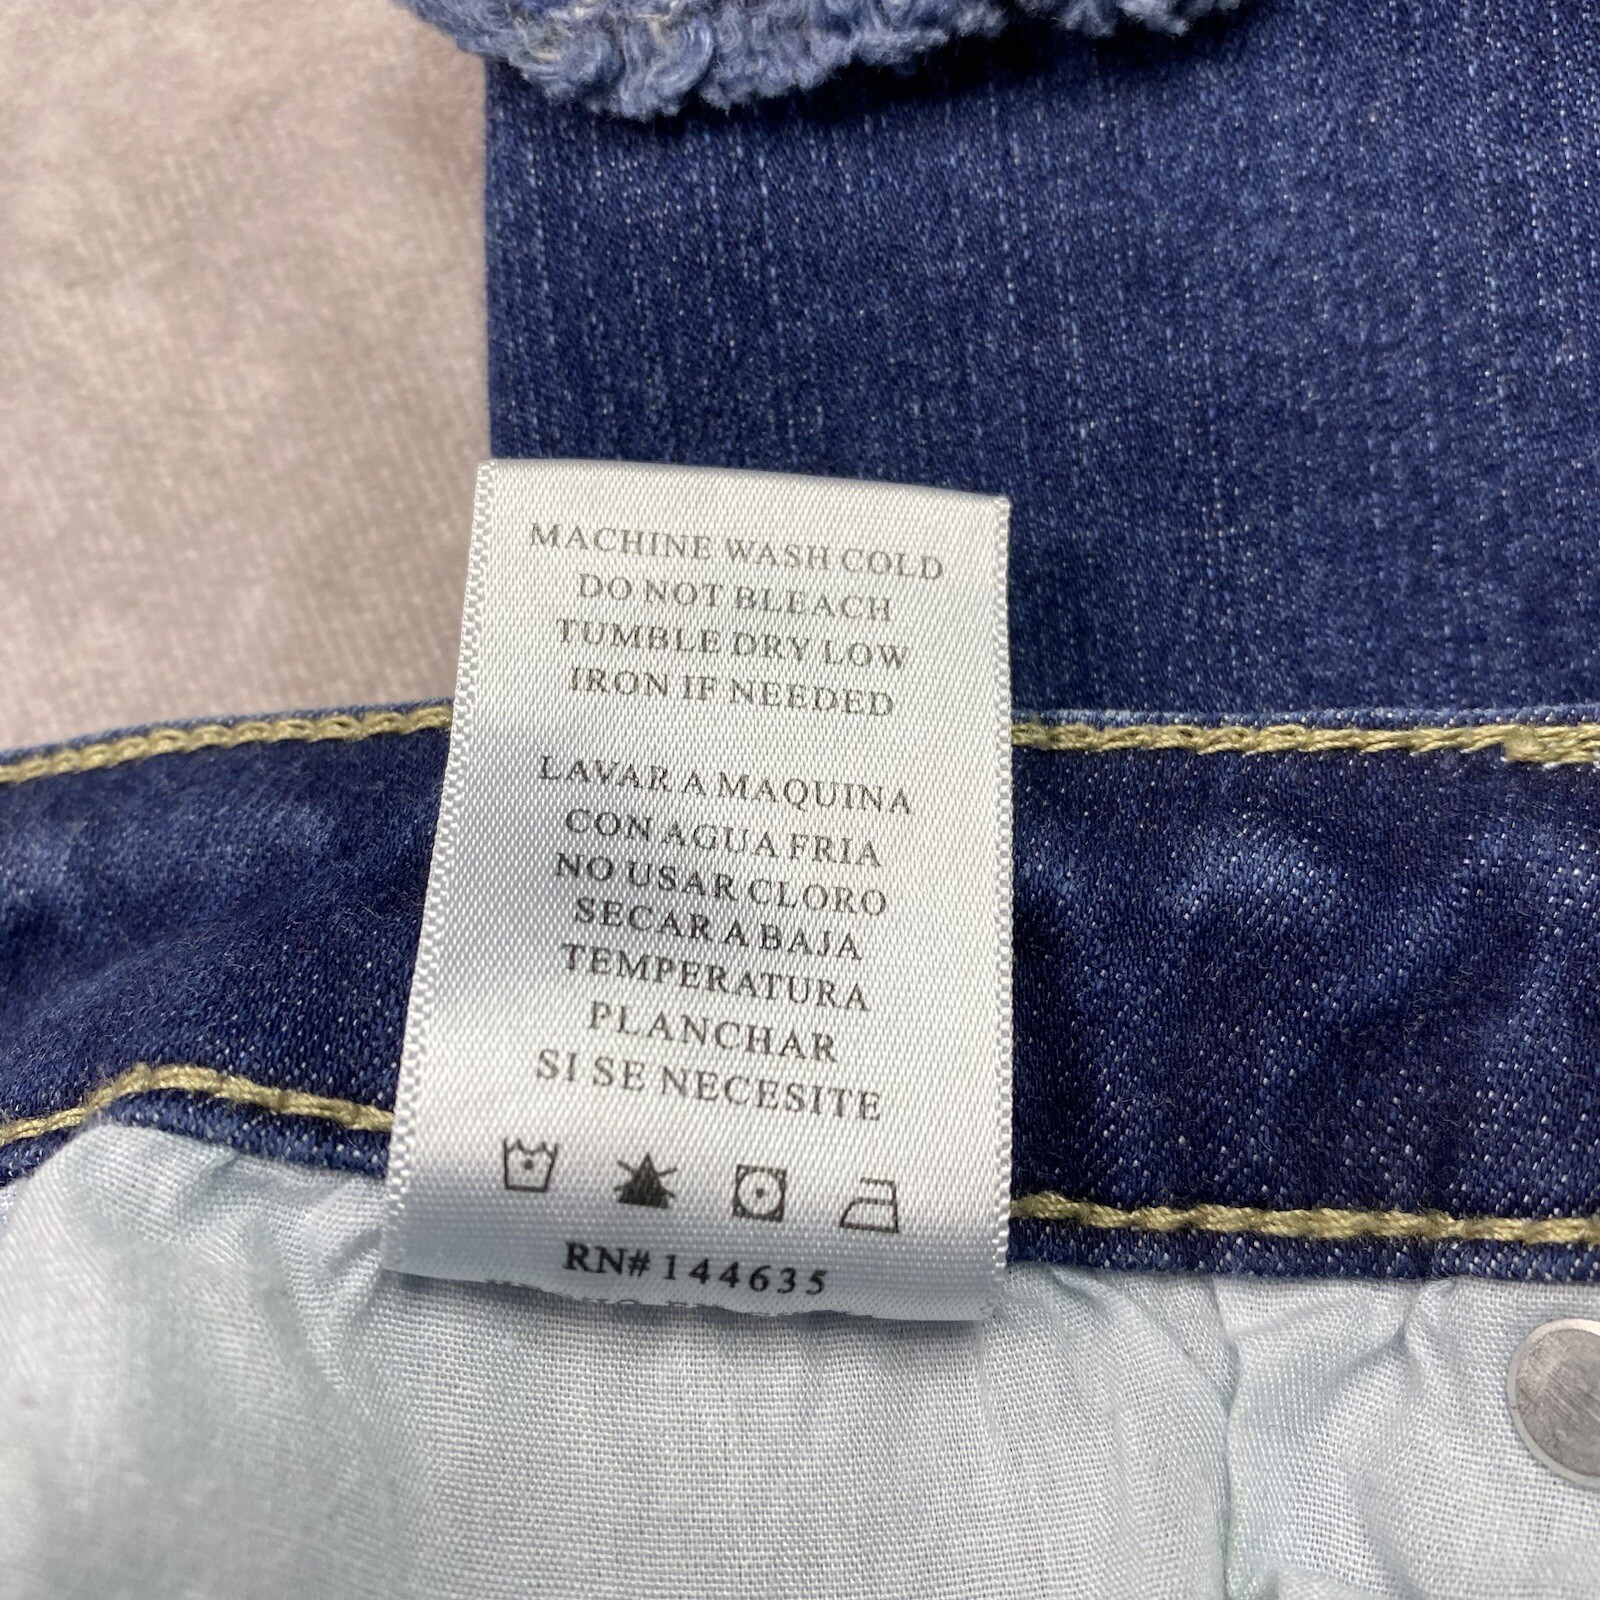 MACHINE WASH COLD
DO NOT BLEACH
TUMBLE DRY LOW
IRON IF NEEDED
LAVAR A MAQUINA
CON AGUA FRIA
NO USAR CLORO
SECAR A BAJA
TEMPERATURA
PLANCHAR
SI SE NECESITE
RN# 144635